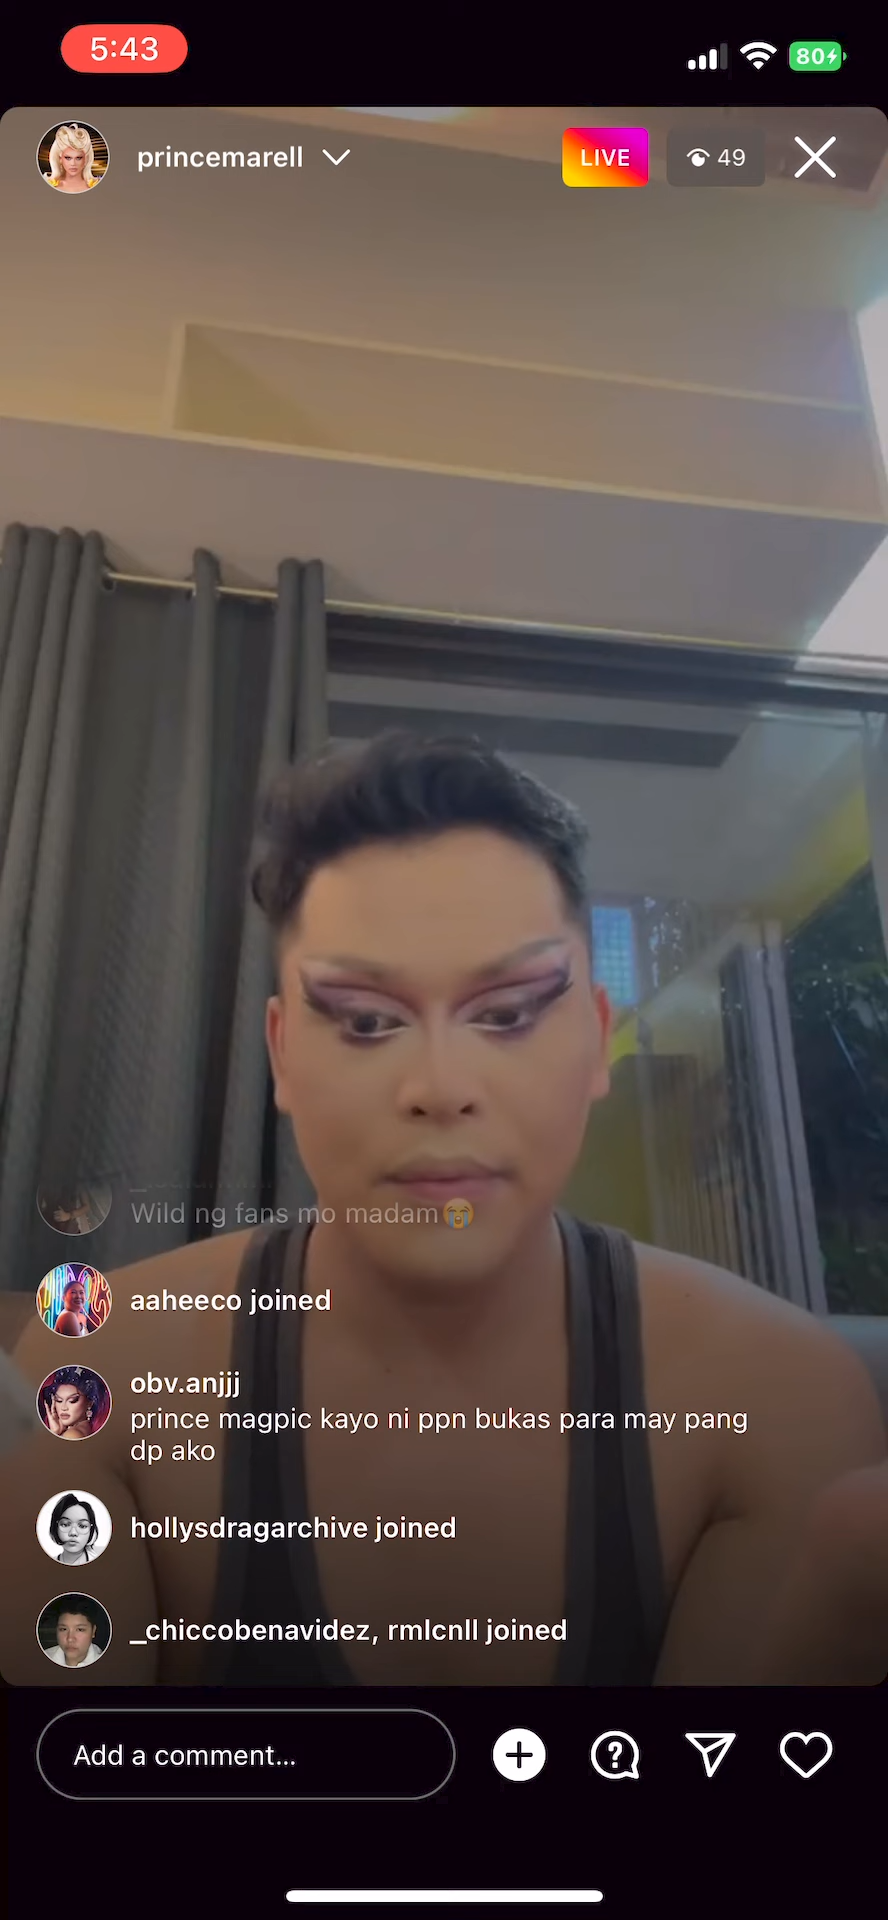 5:43
80
princemarell
LIVE
49
Wild ng fans mo madam😭
aaheeco joined
obv.anjjj
prince magpic kayo ni ppn bukas para may pang
dp ako
hollysdragarchive joined
_chiccobenavidez, rmlcnll joined
Add a comment...